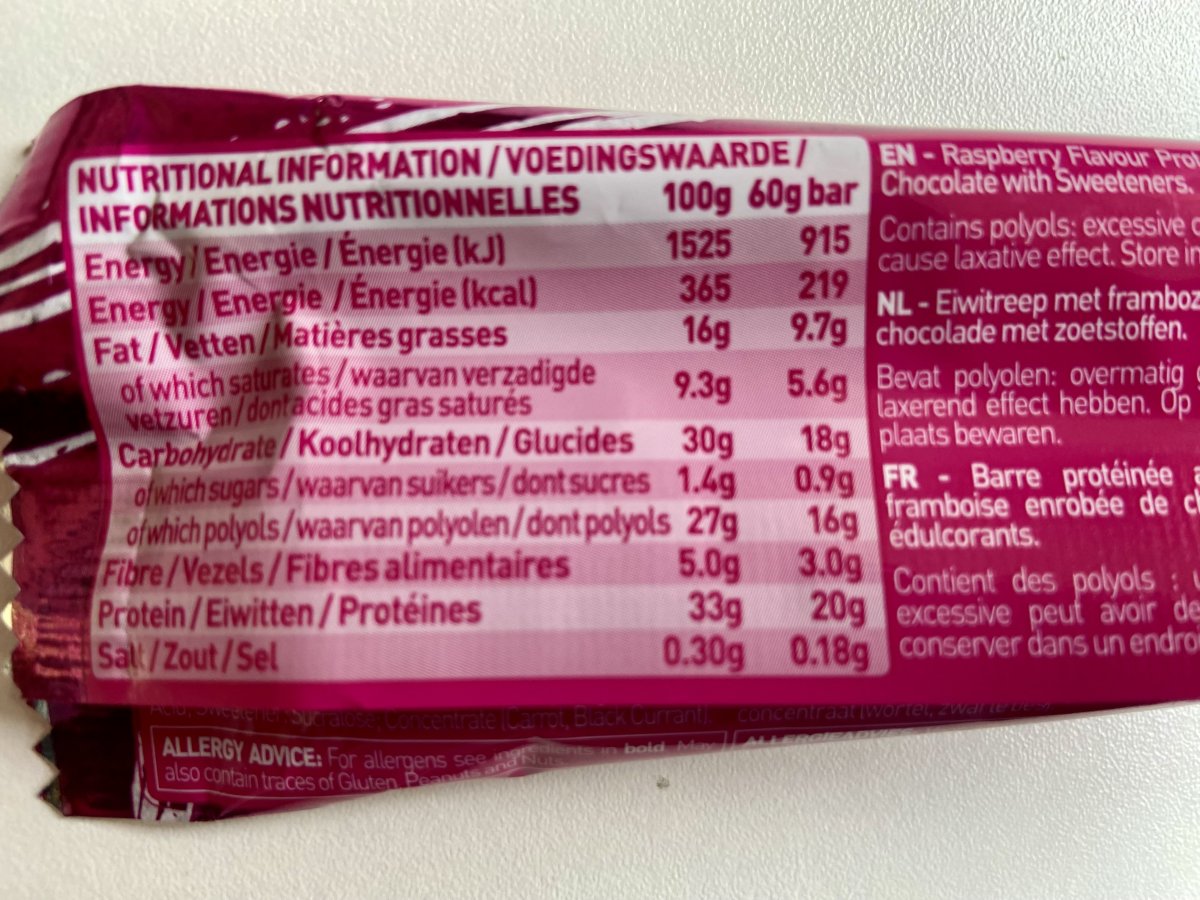 NUTRITIONAL INFORMATION / VOEDINGSWAARDE /
INFORMATIONS NUTRITIONNELLES 100g 60g bar
Energy / Energie / Énergie (kJ) 1525 915
Energy / Energie / Énergie (kcal) 365 219
Fat / Vetten / Matières grasses 16g 9.7g
of which saturates / waarvan verzadigde
vetzuren / dont acides gras saturés 9.3g 5.6g
Carbohydrate / Koolhydraten / Glucides 30g 18g
of which sugars / waarvan suikers / dont sucres 1.4g 0.9g
of which polyols / waarvan polyolen / dont polyols 27g 16g
Fibre / Vezels / Fibres alimentaires 5.0g 3.0g
Protein / Eiwitten / Protéines 33g 20g
Salt / Zout / Sel 0.30g 0.18g
EN - Raspberry Flavour
Chocolate with Sweeteners.
Contains polyols: excessive
cause laxative effect. Store in
NL - Eiwitreep met
chocolade met zoetstoffen.
Bevat polyolen: overmatig
laxerend effect hebben. Op
plaats bewaren.
FR - Barre protéinée
framboise enrobée de
édulcorants.
Contient des polyols :
excessive peut avoir
conserver dans un
Sucralose, Concentrate (Carrot, Black Currant).
ALLERGY ADVICE: For allergens see ingredients in bold. May
also contain traces of Gluten, Peanuts and Nuts